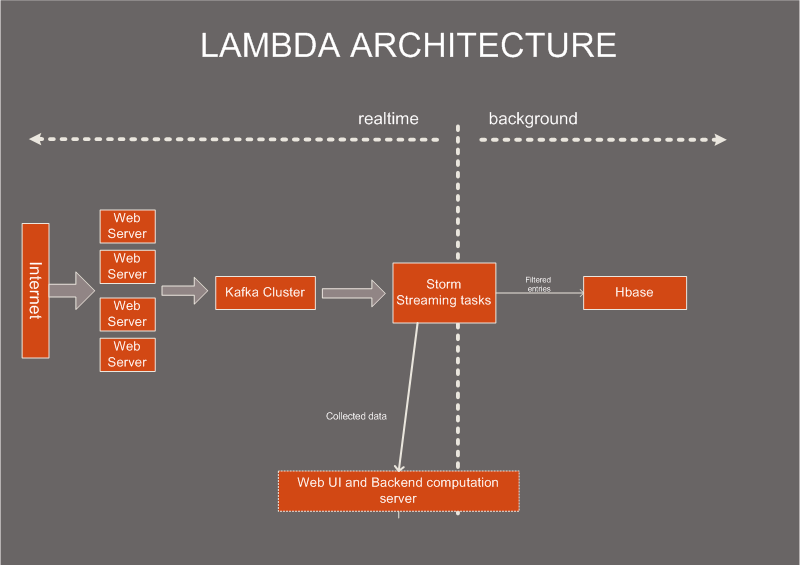 LAMBDA ARCHITECTURE
realtime
background
Internet
Web
Server
Web
Server
Web
Server
Web
Server
Kafka Cluster
Storm
Streaming tasks
Filtered
entries
Hbase
Collected data
Web UI and Backend computation
server